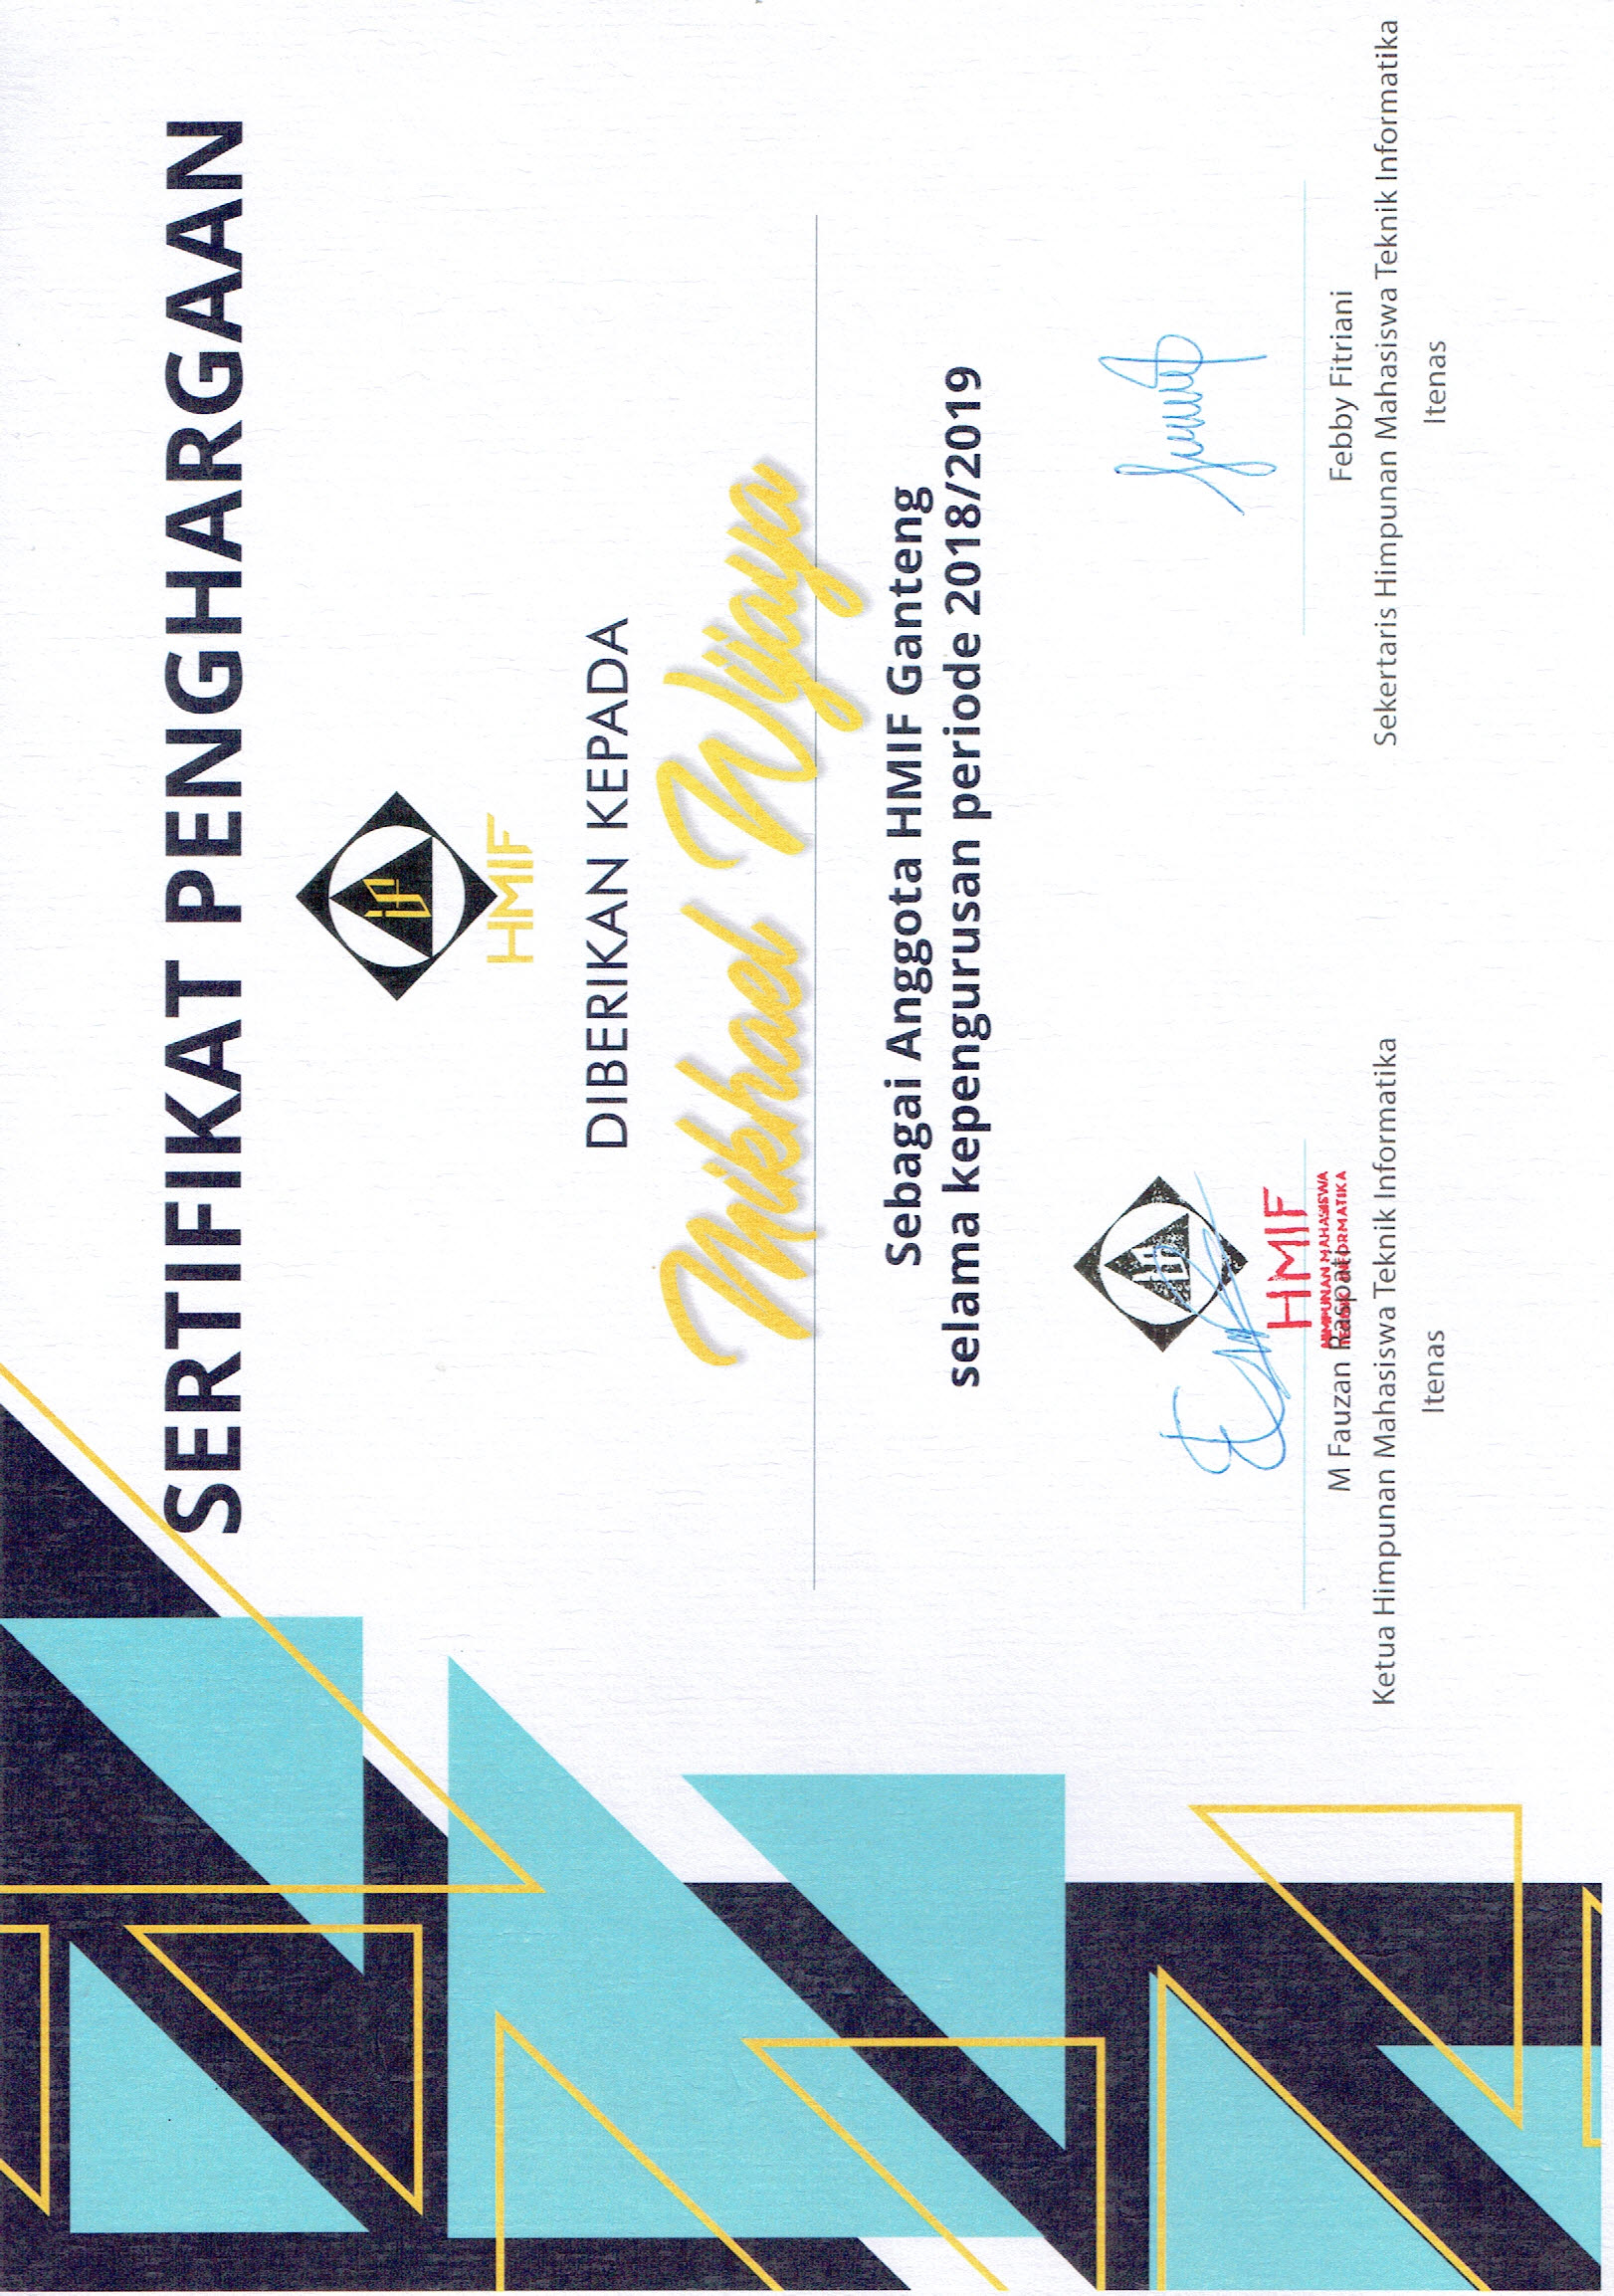 SERTIFIKAT PENGHARGAAN
if
HMIF
DIBERIKAN KEPADA
Mikhael Wijaya
Sebagai Anggota HMIF Ganteng
selama kepengurusan periode 2018/2019
if
HMIF
HIMPUNAN MAHASISWA
TEKNIK INFORMATIKA
M Fauzan Raspati
Ketua Himpunan Mahasiswa Teknik Informatika
Itenas
Febby Fitriani
Sekertaris Himpunan Mahasiswa Teknik Informatika
Itenas